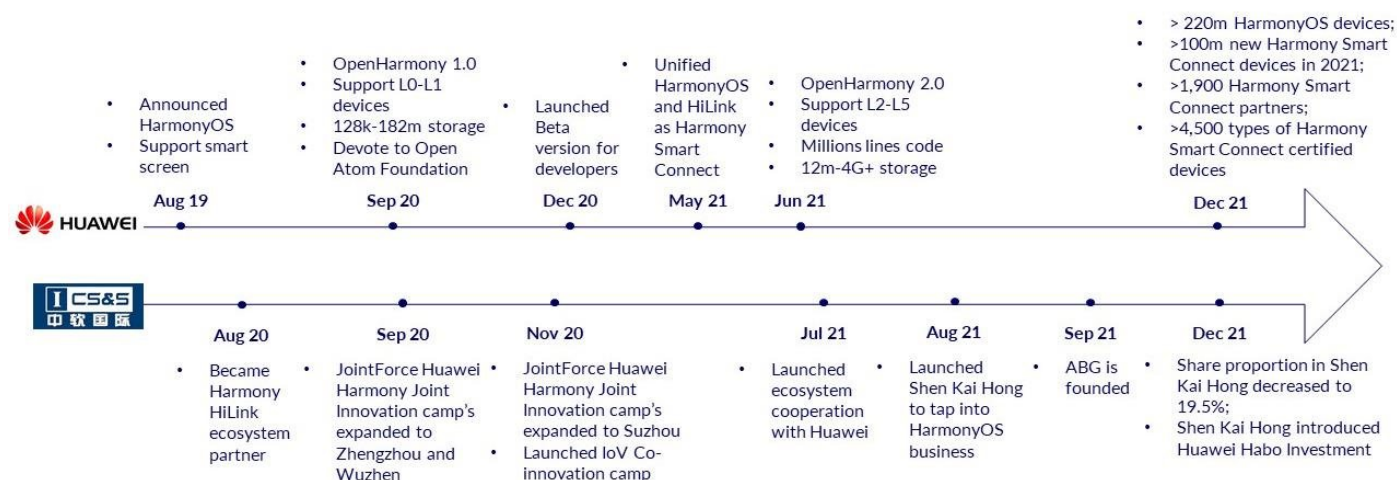 • Announced
HarmonyOS
• Support smart
screen
Aug 19
• OpenHarmony 1.0
• Support L0-L1
devices
• 128k-182m storage
• Devote to Open
Atom Foundation
Sep 20
• Launched
Beta
version for
developers
Dec 20
• Unified
HarmonyOS
and HiLink
as Harmony
Smart
Connect
May 21
• OpenHarmony 2.0
• Support L2-L5
devices
• Millions lines code
• 12m-4G+ storage
Jun 21
• > 220m HarmonyOS devices;
• >100m new Harmony Smart
Connect devices in 2021;
• >1,900 Harmony Smart
Connect partners;
• >4,500 types of Harmony
Smart Connect certified
devices
Dec 21
HUAWEI
I CS&S
中软国际
Aug 20
• Became
Harmony
HiLink
ecosystem
partner
Sep 20
• JointForce Huawei
Harmony Joint
Innovation camp's
expanded to
Zhengzhou and
Wuzhen
Nov 20
• JointForce Huawei
Harmony Joint
Innovation camp's
expanded to Suzhou
• Launched IoV Co-
innovation camp
Jul 21
• Launched
ecosystem
cooperation
with Huawei
Aug 21
• Launched
Shen Kai Hong
to tap into
HarmonyOS
business
Sep 21
• ABG is
founded
Dec 21
• Share proportion in Shen
Kai Hong decreased to
19.5%;
• Shen Kai Hong introduced
Huawei Habo Investment